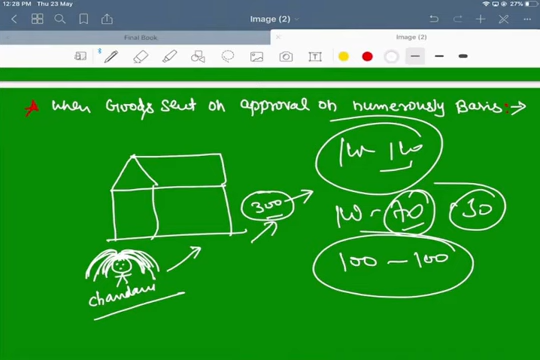 12:28 PM Thu 23 May
27%
Image (2)
Final Book
Image (2)
When Goods sent on approval on numerously Basis:→
100 100
300
100 - 70 30
100 - 100
chandani